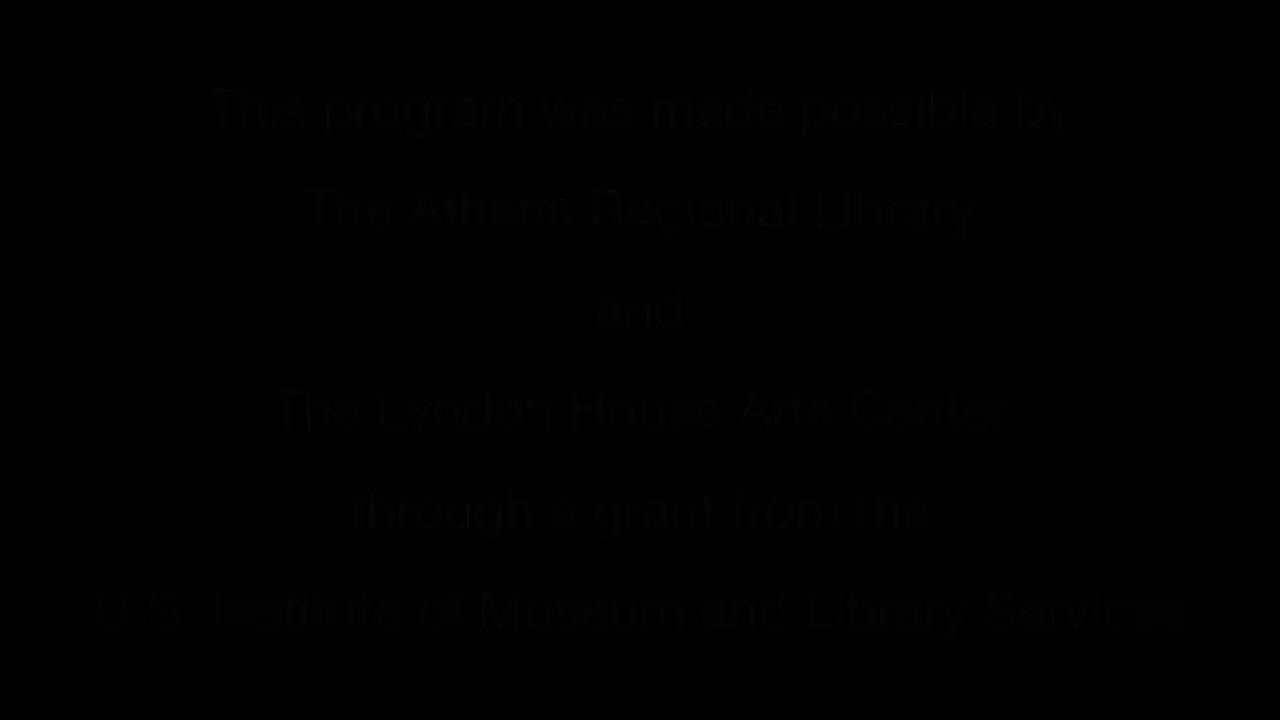 This program was made possible by
The Athens Regional Library
and
The Lyndon House Arts Center
through a grant from the
U.S. Institute of Museum and Library Services